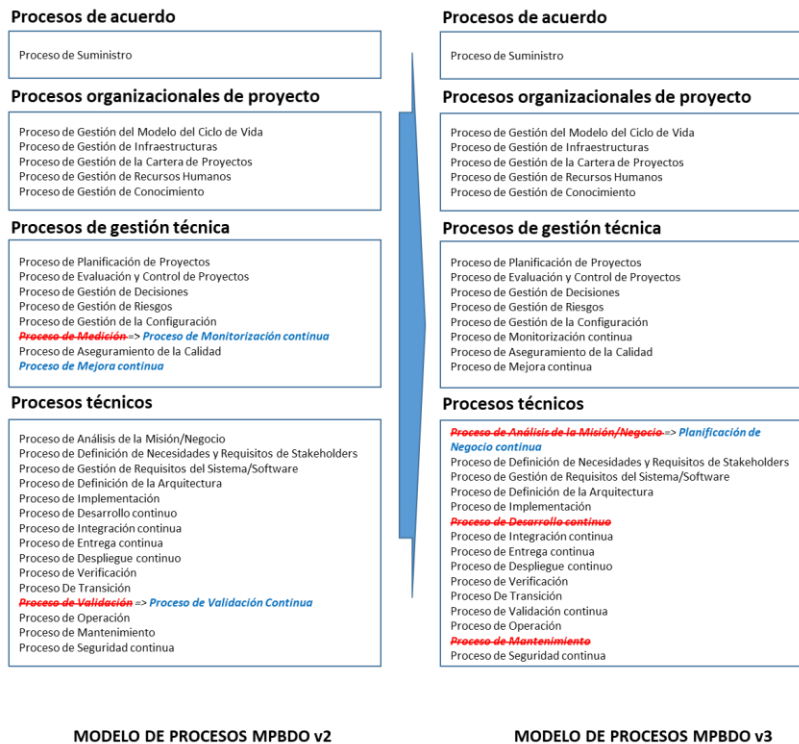 Procesos de acuerdo
Proceso de Suministro
Procesos organizacionales de proyecto
Proceso de Gestión del Modelo del Ciclo de Vida
Proceso de Gestión de Infraestructuras
Proceso de Gestión de la Cartera de Proyectos
Proceso de Gestión de Recursos Humanos
Proceso de Gestión de Conocimiento
Procesos de gestión técnica
Proceso de Planificación de Proyectos
Proceso de Evaluación y Control de Proyectos
Proceso de Gestión de Decisiones
Proceso de Gestión de Riesgos
Proceso de Gestión de la Configuración
Proceso de Medición => Proceso de Monitorización continua
Proceso de Aseguramiento de la Calidad
Proceso de Mejora continua
Procesos técnicos
Proceso de Análisis de la Misión/Negocio
Proceso de Definición de Necesidades y Requisitos de Stakeholders
Proceso de Gestión de Requisitos del Sistema/Software
Proceso de Definición de la Arquitectura
Proceso de Implementación
Proceso de Desarrollo continuo
Proceso de Integración continua
Proceso de Entrega continua
Proceso de Despliegue continuo
Proceso de Verificación
Proceso De Transición
Proceso de Validación => Proceso de Validación Continua
Proceso de Operación
Proceso de Mantenimiento
Proceso de Seguridad continua
MODELO DE PROCESOS MPBDO v2
Procesos de acuerdo
Proceso de Suministro
Procesos organizacionales de proyecto
Proceso de Gestión del Modelo del Ciclo de Vida
Proceso de Gestión de Infraestructuras
Proceso de Gestión de la Cartera de Proyectos
Proceso de Gestión de Recursos Humanos
Proceso de Gestión de Conocimiento
Procesos de gestión técnica
Proceso de Planificación de Proyectos
Proceso de Evaluación y Control de Proyectos
Proceso de Gestión de Decisiones
Proceso de Gestión de Riesgos
Proceso de Gestión de la Configuración
Proceso de Monitorización continua
Proceso de Aseguramiento de la Calidad
Proceso de Mejora continua
Procesos técnicos
Proceso de Análisis de la Misión/Negocio => Planificación de
Negocio continua
Proceso de Definición de Necesidades y Requisitos de Stakeholders
Proceso de Gestión de Requisitos del Sistema/Software
Proceso de Definición de la Arquitectura
Proceso de Implementación
Proceso de Desarrollo continuo
Proceso de Integración continua
Proceso de Entrega continua
Proceso de Despliegue continuo
Proceso de Verificación
Proceso De Transición
Proceso de Validación continua
Proceso de Operación
Proceso de Mantenimiento
Proceso de Seguridad continua
MODELO DE PROCESOS MPBDO v3